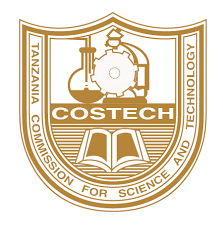 COSTECH
TANZANIA COMMISSION FOR SCIENCE AND TECHNOLOGY